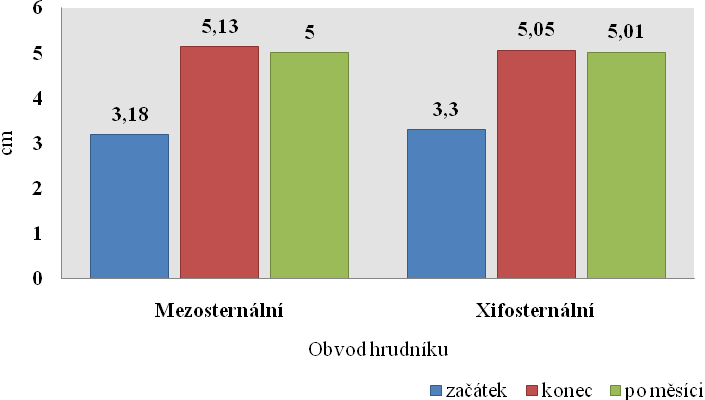 6
5
4
3
2
1
0
cm
3,18
5,13
5
3,3
5,05
5,01
Mezosternální
Xifosternální
Obvod hrudníku
začátek
konec
po měsíci